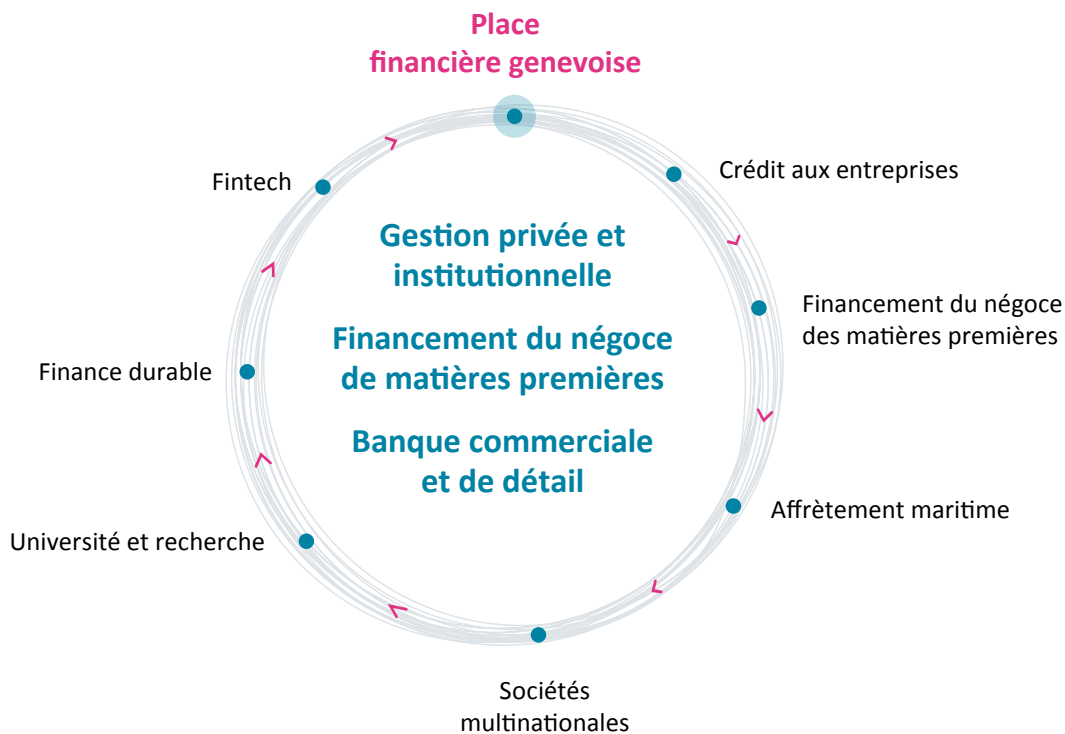 Place
financière genevoise
Crédit aux entreprises
Fintech
Gestion privée et
institutionnelle
Financement du négoce
des matières premières
Financement du négoce
de matières premières
Finance durable
Banque commerciale
et de détail
Affrètement maritime
Université et recherche
Sociétés
multinationales